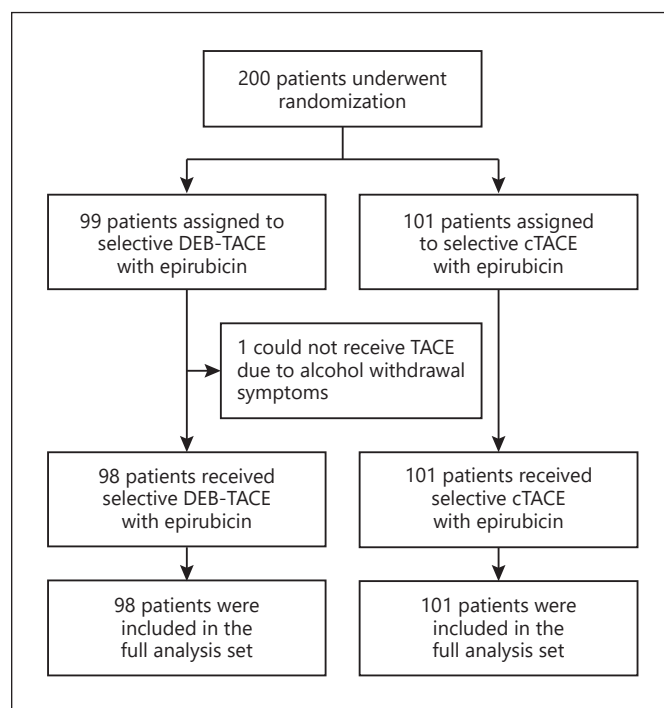 200 patients underwent
randomization
99 patients assigned to
selective DEB-TACE
with epirubicin
101 patients assigned
to selective cTACE
with epirubicin
1 could not receive TACE
due to alcohol withdrawal
symptoms
98 patients received
selective DEB-TACE
with epirubicin
101 patients received
selective cTACE
with epirubicin
98 patients were
included in the
full analysis set
101 patients were
included in the
full analysis set